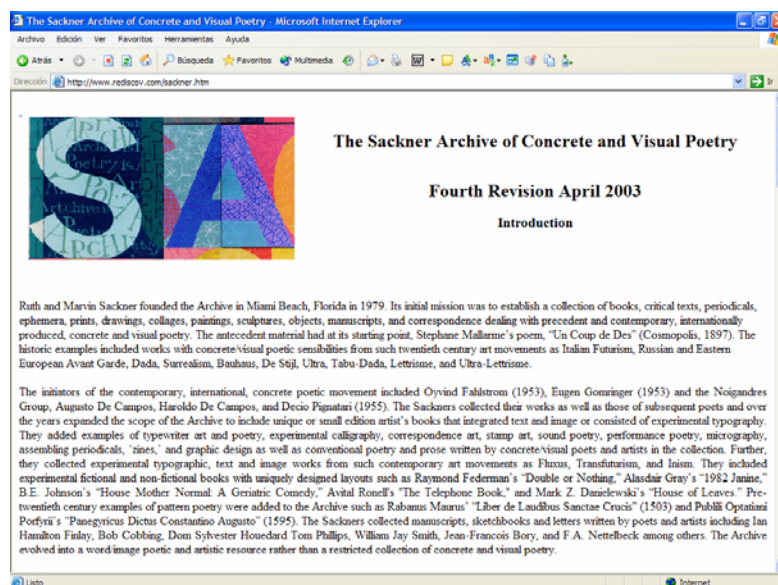 The Sackner Archive of Concrete and Visual Poetry - Microsoft Internet Explorer
Archivo Edición Ver Favoritos Herramientas Ayuda
Atrás Búsqueda Favoritos Multimedia
Dirección http://www.rediscov.com/sackner.htm Ir
SA
The Sackner Archive of Concrete and Visual Poetry
Fourth Revision April 2003
Introduction
Ruth and Marvin Sackner founded the Archive in Miami Beach, Florida in 1979. Its initial mission was to establish a collection of books, critical texts, periodicals,
ephemera, prints, drawings, collages, paintings, sculptures, objects, manuscripts, and correspondence dealing with precedent and contemporary, internationally
produced, concrete and visual poetry. The antecedent material had at its starting point, Stephane Mallarme's poem, "Un Coup de Des" (Cosmopolis, 1897). The
historic examples included works with concrete/visual poetic sensibilities from such twentieth century art movements as Italian Futurism, Russian and Eastern
European Avant Garde, Dada, Surrealism, Bauhaus, De Stijl, Ultra, Tabu-Dada, Lettrisme, and Ultra-Lettrisme.
The initiators of the contemporary, international, concrete poetic movement included Oyvind Fahlstrom (1953), Eugen Gomringer (1953) and the Noigandres
Group, Augusto De Campos, Haroldo De Campos, and Decio Pignatari (1955). The Sackners collected their works as well as those of subsequent poets and over
the years expanded the scope of the Archive to include unique or small edition artist's books that integrated text and image or consisted of experimental typography.
They added examples of typewriter art and poetry, experimental calligraphy, correspondence art, stamp art, sound poetry, performance poetry, micrography,
assembling periodicals, 'zines,' and graphic design as well as conventional poetry and prose written by concrete/visual poets and artists in the collection. Further,
they collected experimental typographic, text and image works from such contemporary art movements as Fluxus, Transfuturism, and Inism. They included
experimental fictional and non-fictional books with uniquely designed layouts such as Raymond Federman's "Double or Nothing," Alasdair Gray's "1982 Janine,"
B.E. Johnson's "House Mother Normal: A Geriatric Comedy," Avital Ronell's "The Telephone Book," and Mark Z. Danielewski's "House of Leaves." Pre-
twentieth century examples of pattern poetry were added to the Archive such as Rabanus Maurus' "Liber de Laudibus Sanctae Crucis" (1503) and Publili Optatiani
Porfyrii's "Panegyricus Dictus Constantino Augusto" (1595). The Sackners collected manuscripts, sketchbooks and letters written by poets and artists including Ian
Hamilton Finlay, Bob Cobbing, Dom Sylvester Houedard Tom Phillips, William Jay Smith, Jean-Francois Bory, and F.A. Nettelbeck among others. The Archive
evolved into a word/image poetic and artistic resource rather than a restricted collection of concrete and visual poetry.
Listo Internet